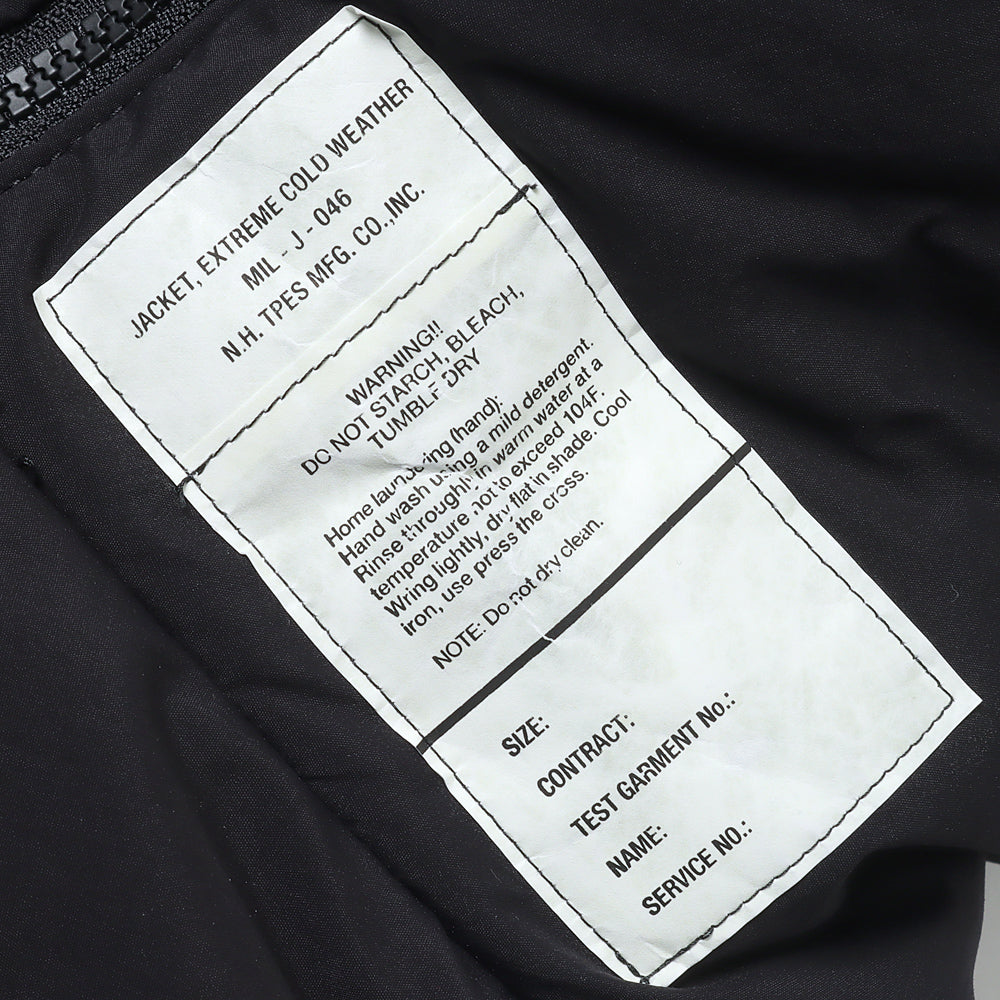 JACKET, EXTREME COLD WEATHER
MIL - J - 046
N.H. TPES MFG. CO.,INC.
WARNING!!
DO NOT STARCH, BLEACH,
TUMBLE DRY
Home laundering (hand):
Hand wash using a mild detergent.
Rinse throughly in warm water at a
temperature not to exceed 104F.
Wring lightly, dry flat in shade. Cool
iron, use press the cross.
NOTE: Do not dry clean.
SIZE:
CONTRACT:
TEST GARMENT No.:
NAME:
SERVICE NO.: